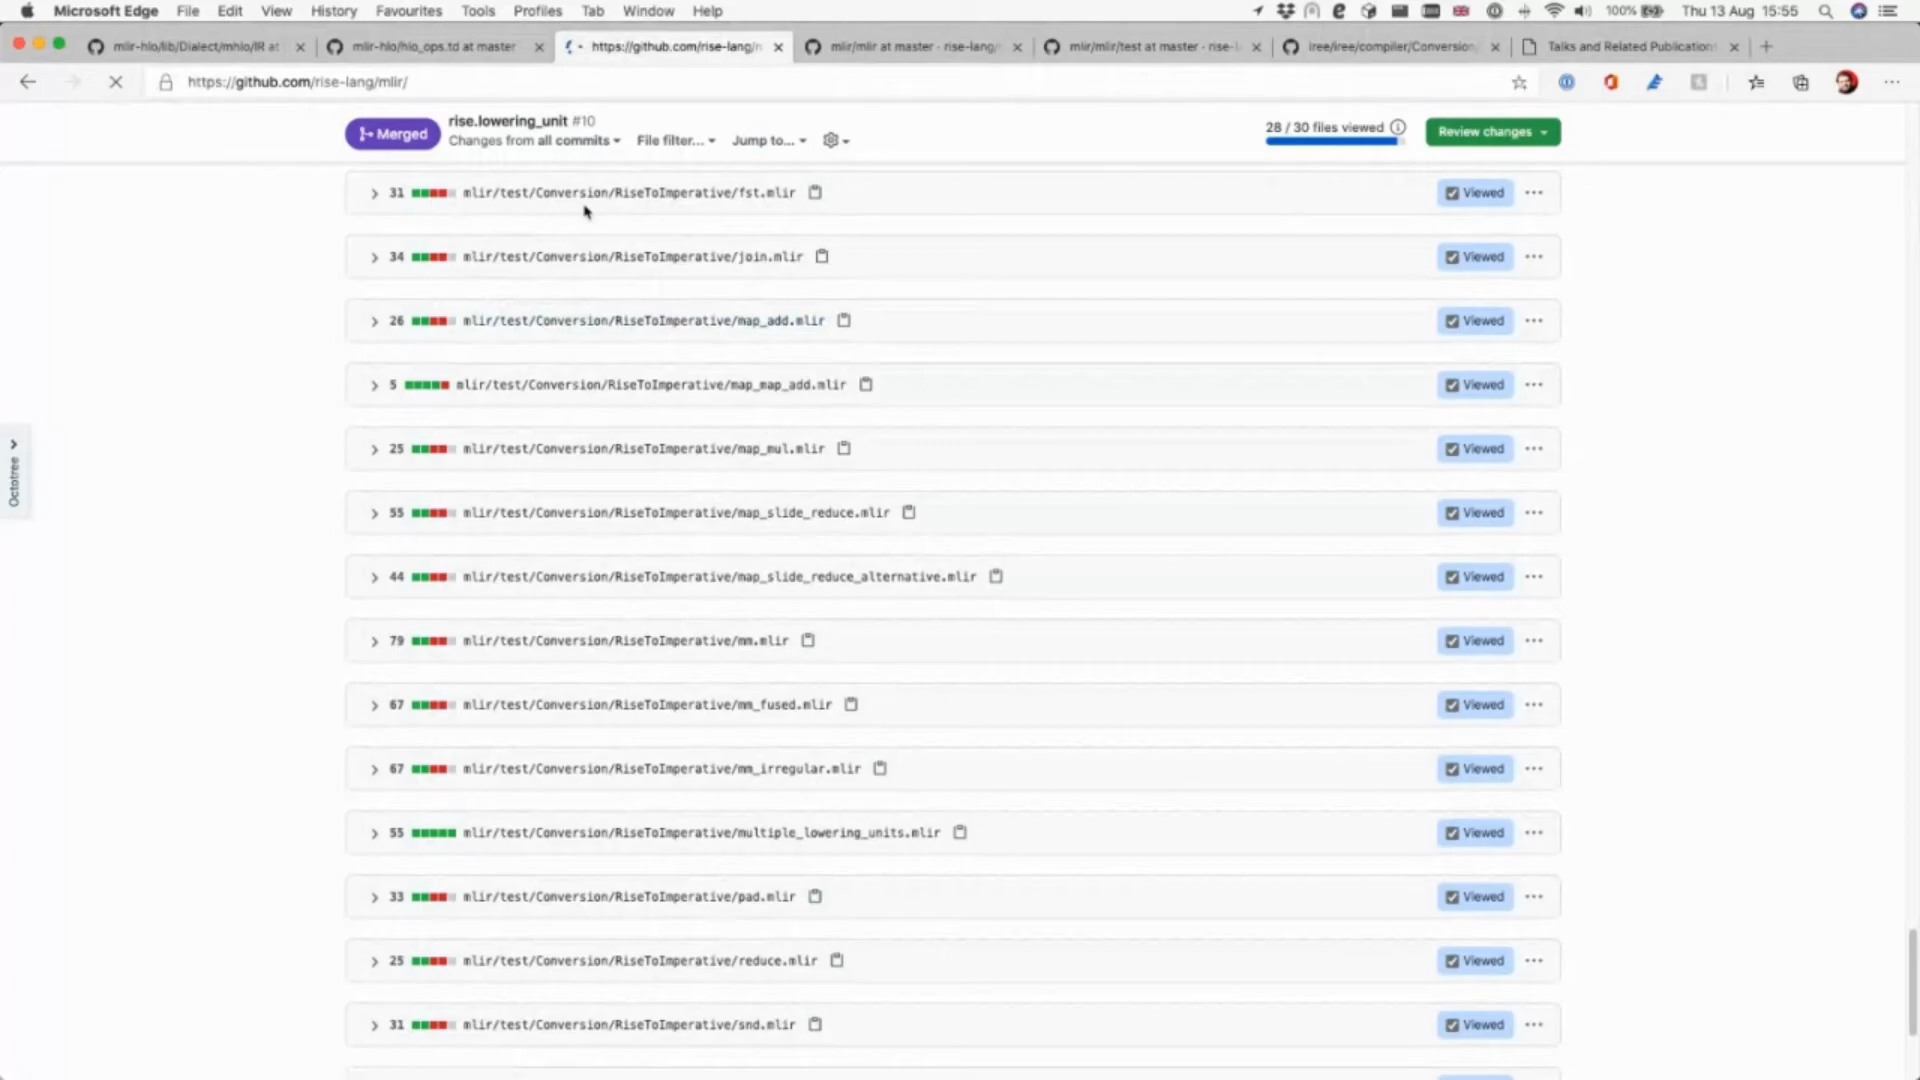 Microsoft Edge File Edit View History Favourites Tools Profiles Tab Window Help 100% Thu 13 Aug 15:55
mlir-hlo/lib/Dialect/mhlo/IR at mlir-hlo/hlo_ops.td at master https://github.com/rise-lang/m mlir/mlir at master · rise-lang/ mlir/mlir/test at master · rise-l iree/iree/compiler/Conversion Talks and Related Publication
https://github.com/rise-lang/mlir/
Merged
rise.lowering_unit #10
Changes from all commits File filter... Jump to...
28 / 30 files viewed
Review changes
31 mlir/test/Conversion/RiseToImperative/fst.mlir Viewed
34 mlir/test/Conversion/RiseToImperative/join.mlir Viewed
26 mlir/test/Conversion/RiseToImperative/map_add.mlir Viewed
5 mlir/test/Conversion/RiseToImperative/map_map_add.mlir Viewed
25 mlir/test/Conversion/RiseToImperative/map_mul.mlir Viewed
Octotree
55 mlir/test/Conversion/RiseToImperative/map_slide_reduce.mlir Viewed
44 mlir/test/Conversion/RiseToImperative/map_slide_reduce_alternative.mlir Viewed
79 mlir/test/Conversion/RiseToImperative/mm.mlir Viewed
67 mlir/test/Conversion/RiseToImperative/mm_fused.mlir Viewed
67 mlir/test/Conversion/RiseToImperative/mm_irregular.mlir Viewed
55 mlir/test/Conversion/RiseToImperative/multiple_lowering_units.mlir Viewed
33 mlir/test/Conversion/RiseToImperative/pad.mlir Viewed
25 mlir/test/Conversion/RiseToImperative/reduce.mlir Viewed
31 mlir/test/Conversion/RiseToImperative/snd.mlir Viewed